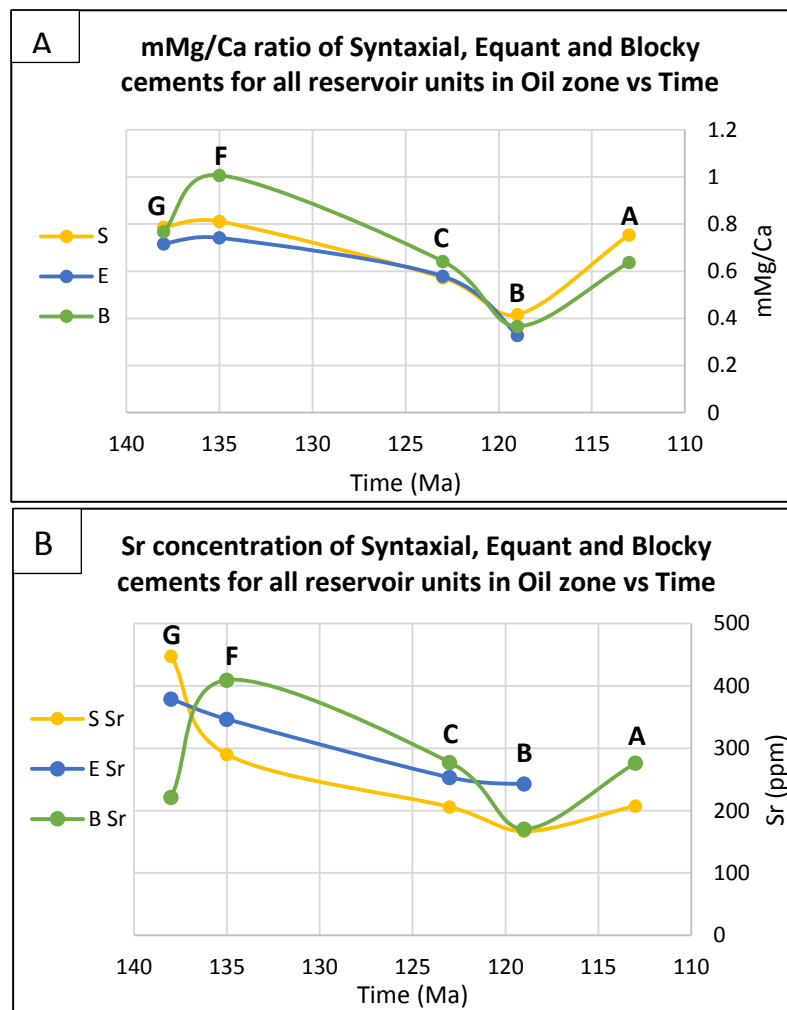 A
mMg/Ca ratio of Syntaxial, Equant and Blocky
cements for all reservoir units in Oil zone vs Time
1.2
1
0.8
0.6
0.4
0.2
0
mMg/Ca
G
F
C
B
A
S
E
B
140 135 130 125 120 115 110
Time (Ma)
B
Sr concentration of Syntaxial, Equant and Blocky
cements for all reservoir units in Oil zone vs Time
500
400
300
200
100
0
Sr (ppm)
G
F
C
B
A
S Sr
E Sr
B Sr
140 135 130 125 120 115 110
Time (Ma)